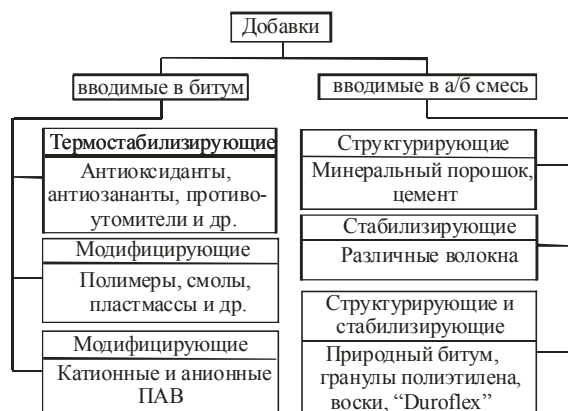 Добавки
вводимые в битум
вводимые в а/б смесь
Термостабилизирующие
Антиоксиданты,
антиозананты, противо-
утомители и др.
Модифицирующие
Полимеры, смолы,
пластмассы и др.
Модифицирующие
Катионные и анионные
ПАВ
Структурирующие
Минеральный порошок,
цемент
Стабилизирующие
Различные волокна
Структурирующие и
стабилизирующие
Природный битум,
гранулы полиэтилена,
воски, “Duroflex”